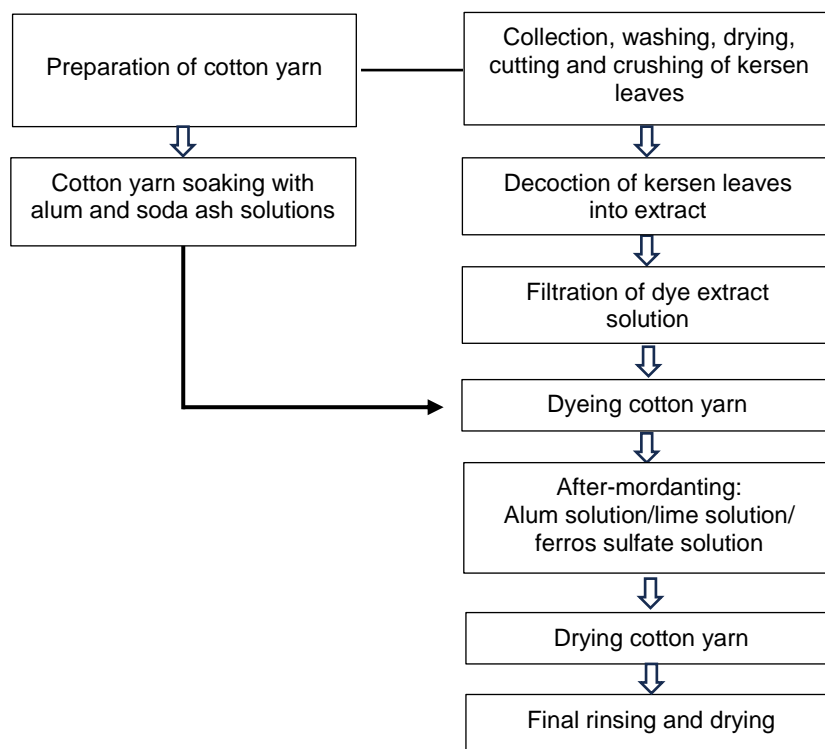 Preparation of cotton yarn
Collection, washing, drying,
cutting and crushing of kersen
leaves
Cotton yarn soaking with
alum and soda ash solutions
Decoction of kersen leaves
into extract
Filtration of dye extract
solution
Dyeing cotton yarn
After-mordanting:
Alum solution/lime solution/
ferros sulfate solution
Drying cotton yarn
Final rinsing and drying